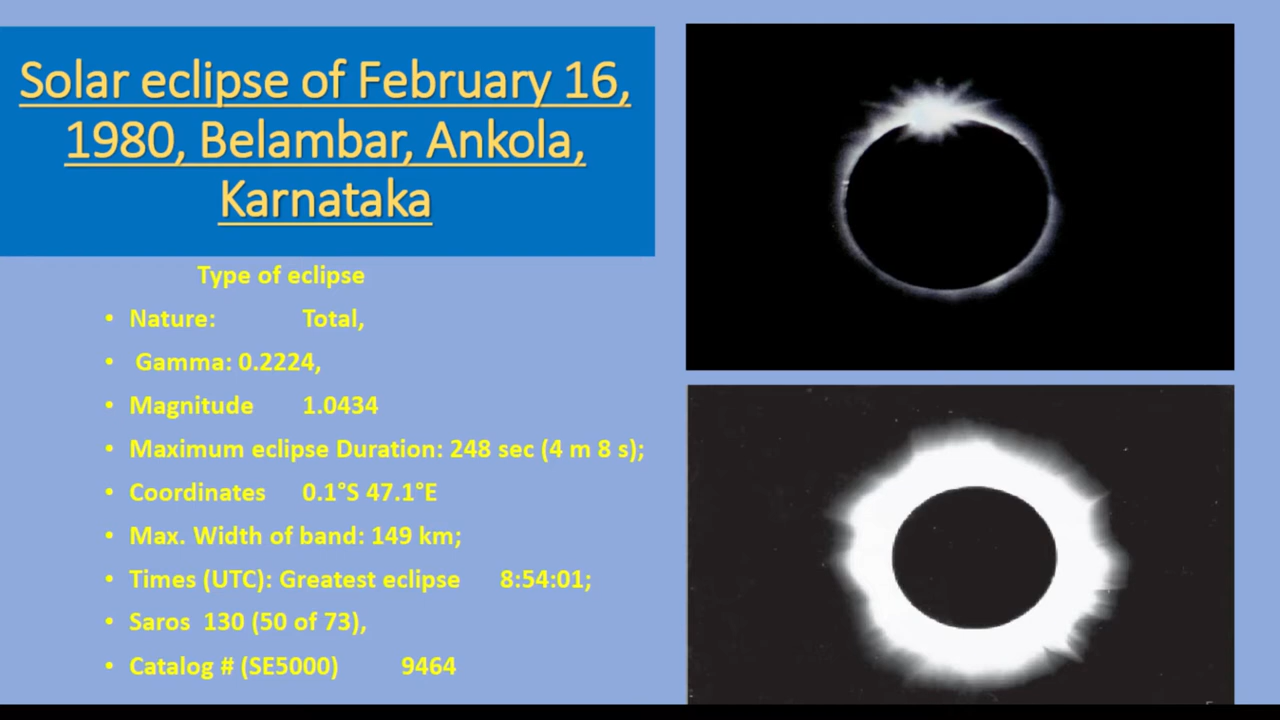 Solar eclipse of February 16,
1980, Belambar, Ankola,
Karnataka
Type of eclipse
• Nature: Total,
• Gamma: 0.2224,
• Magnitude 1.0434
• Maximum eclipse Duration: 248 sec (4 m 8 s);
• Coordinates 0.1°S 47.1°E
• Max. Width of band: 149 km;
• Times (UTC): Greatest eclipse 8:54:01;
• Saros 130 (50 of 73),
• Catalog # (SE5000) 9464